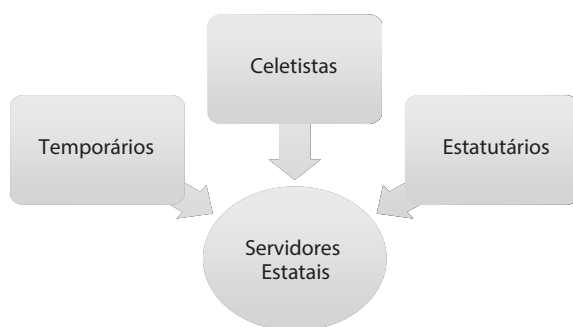 Celetistas
Temporários
Estatutários
Servidores
Estatais